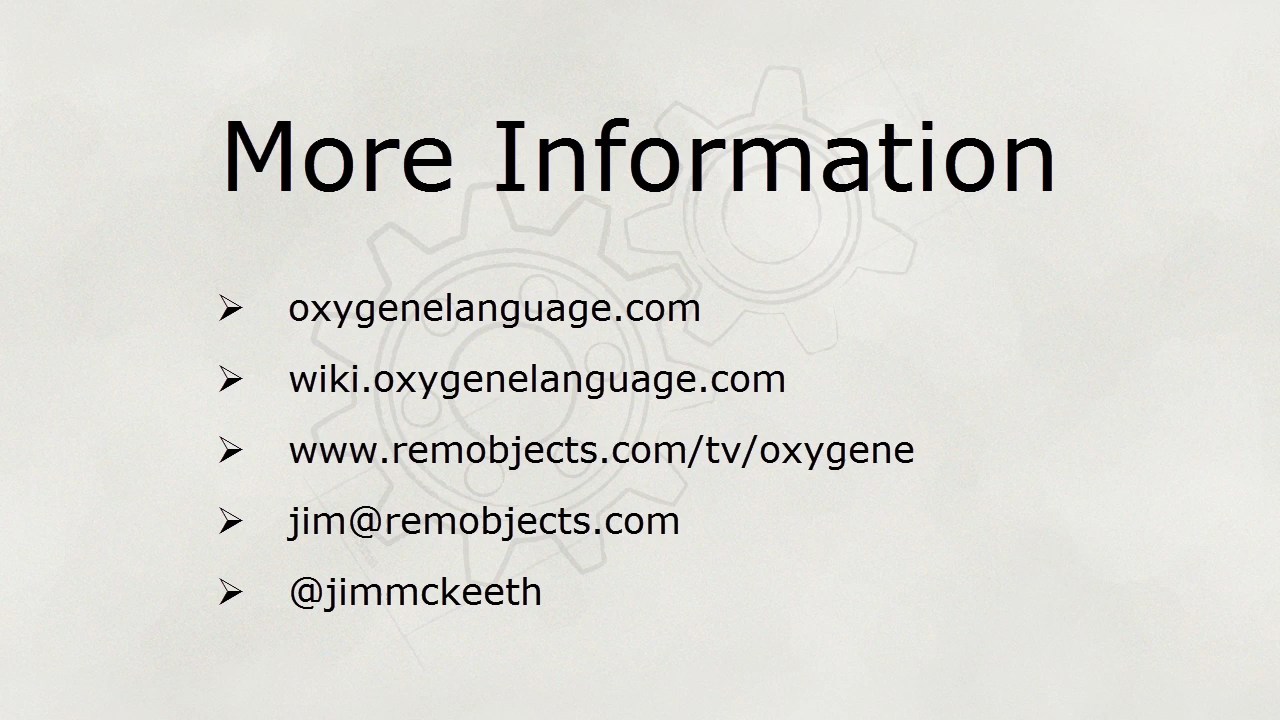 More Information
➢ oxygenelanguage.com
➢ wiki.oxygenelanguage.com
➢ www.remobjects.com/tv/oxygene
➢ jim@remobjects.com
➢ @jimmckeeth